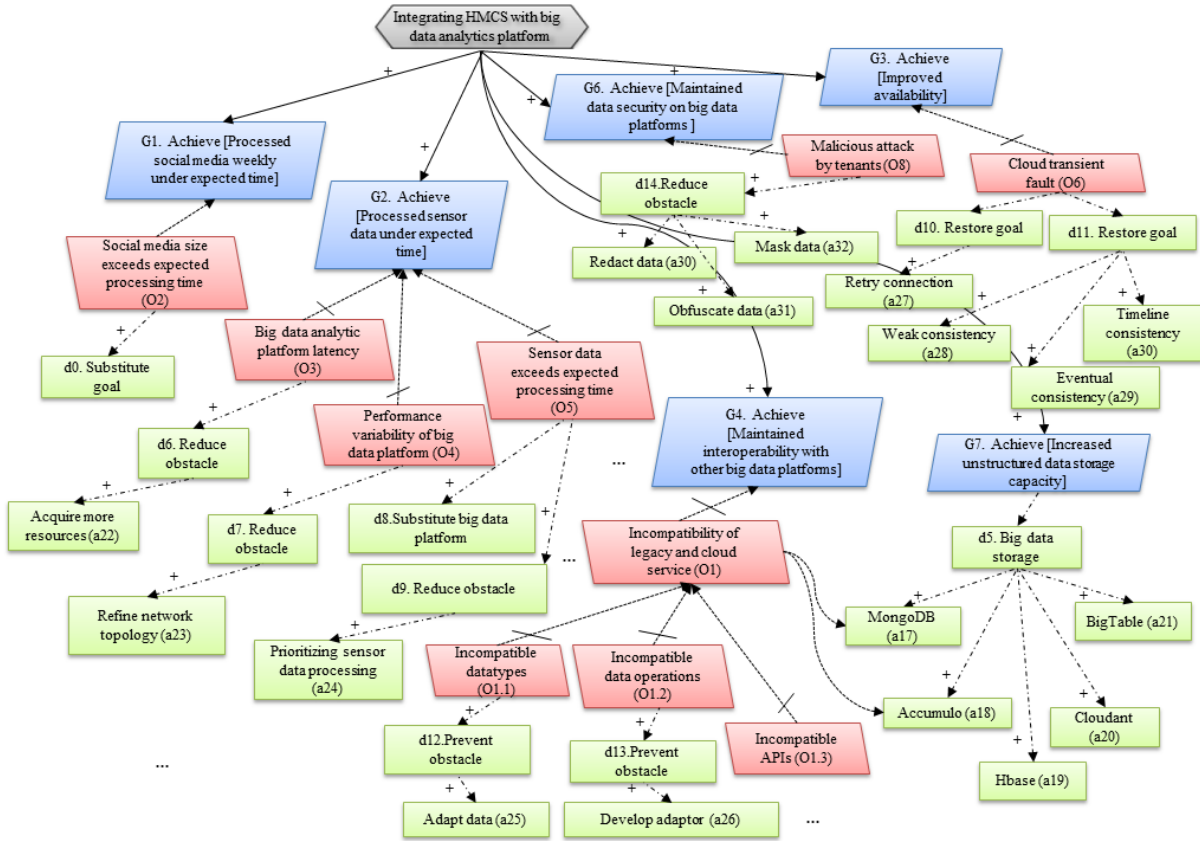 Integrating HMCS with big
data analytics platform
+
+
+
+
+
+
+
G3. Achieve
[Improved
availability]
G6. Achieve [Maintained
data security on big data
platforms ]
G1. Achieve [Processed
social media weekly
under expected time]
G2. Achieve
[Processed sensor
data under expected
time]
Malicious attack
by tenants (O8)
Cloud transient
fault (O6)
d14.Reduce
obstacle
+
+
+
+
Mask data (a32)
Redact data (a30)
Obfuscate data (a31)
d10. Restore goal
+
d11. Restore goal
+
Retry connection
(a27)
+
Weak consistency
(a28)
+
Timeline
consistency
(a30)
+
Eventual
consistency (a29)
+
Social media size
exceeds expected
processing time
(O2)
+
d0. Substitute
goal
Big data analytic
platform latency
(O3)
+
Performance
variability of big
data platform (O4)
+
Sensor data
exceeds expected
processing time
(O5)
+
+
...
d6. Reduce
obstacle
+
Acquire more
resources (a22)
d7. Reduce
obstacle
+
Refine network
topology (a23)
d8.Substitute big data
platform
...
d9. Reduce obstacle
+
Prioritizing sensor
data processing
(a24)
G4. Achieve
[Maintained
interoperability with
other big data platforms]
G7. Achieve [Increased
unstructured data storage
capacity]
Incompatibility of
legacy and cloud
service (O1)
d5. Big data
storage
+
+
+
+
+
MongoDB
(a17)
BigTable (a21)
Accumulo (a18)
Cloudant
(a20)
Hbase (a19)
Incompatible
datatypes
(O1.1)
Incompatible
data operations
(O1.2)
Incompatible
APIs (O1.3)
+
+
d12.Prevent
obstacle
d13.Prevent
obstacle
+
+
Adapt data (a25)
Develop adaptor (a26)
...
...